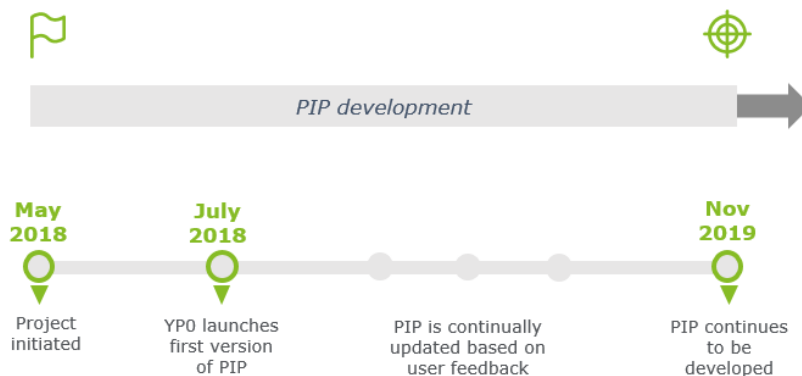 PIP development
May
2018
July
2018
Nov
2019
Project
initiated
YP0 launches
first version
of PIP
PIP is continually
updated based on
user feedback
PIP continues
to be
developed